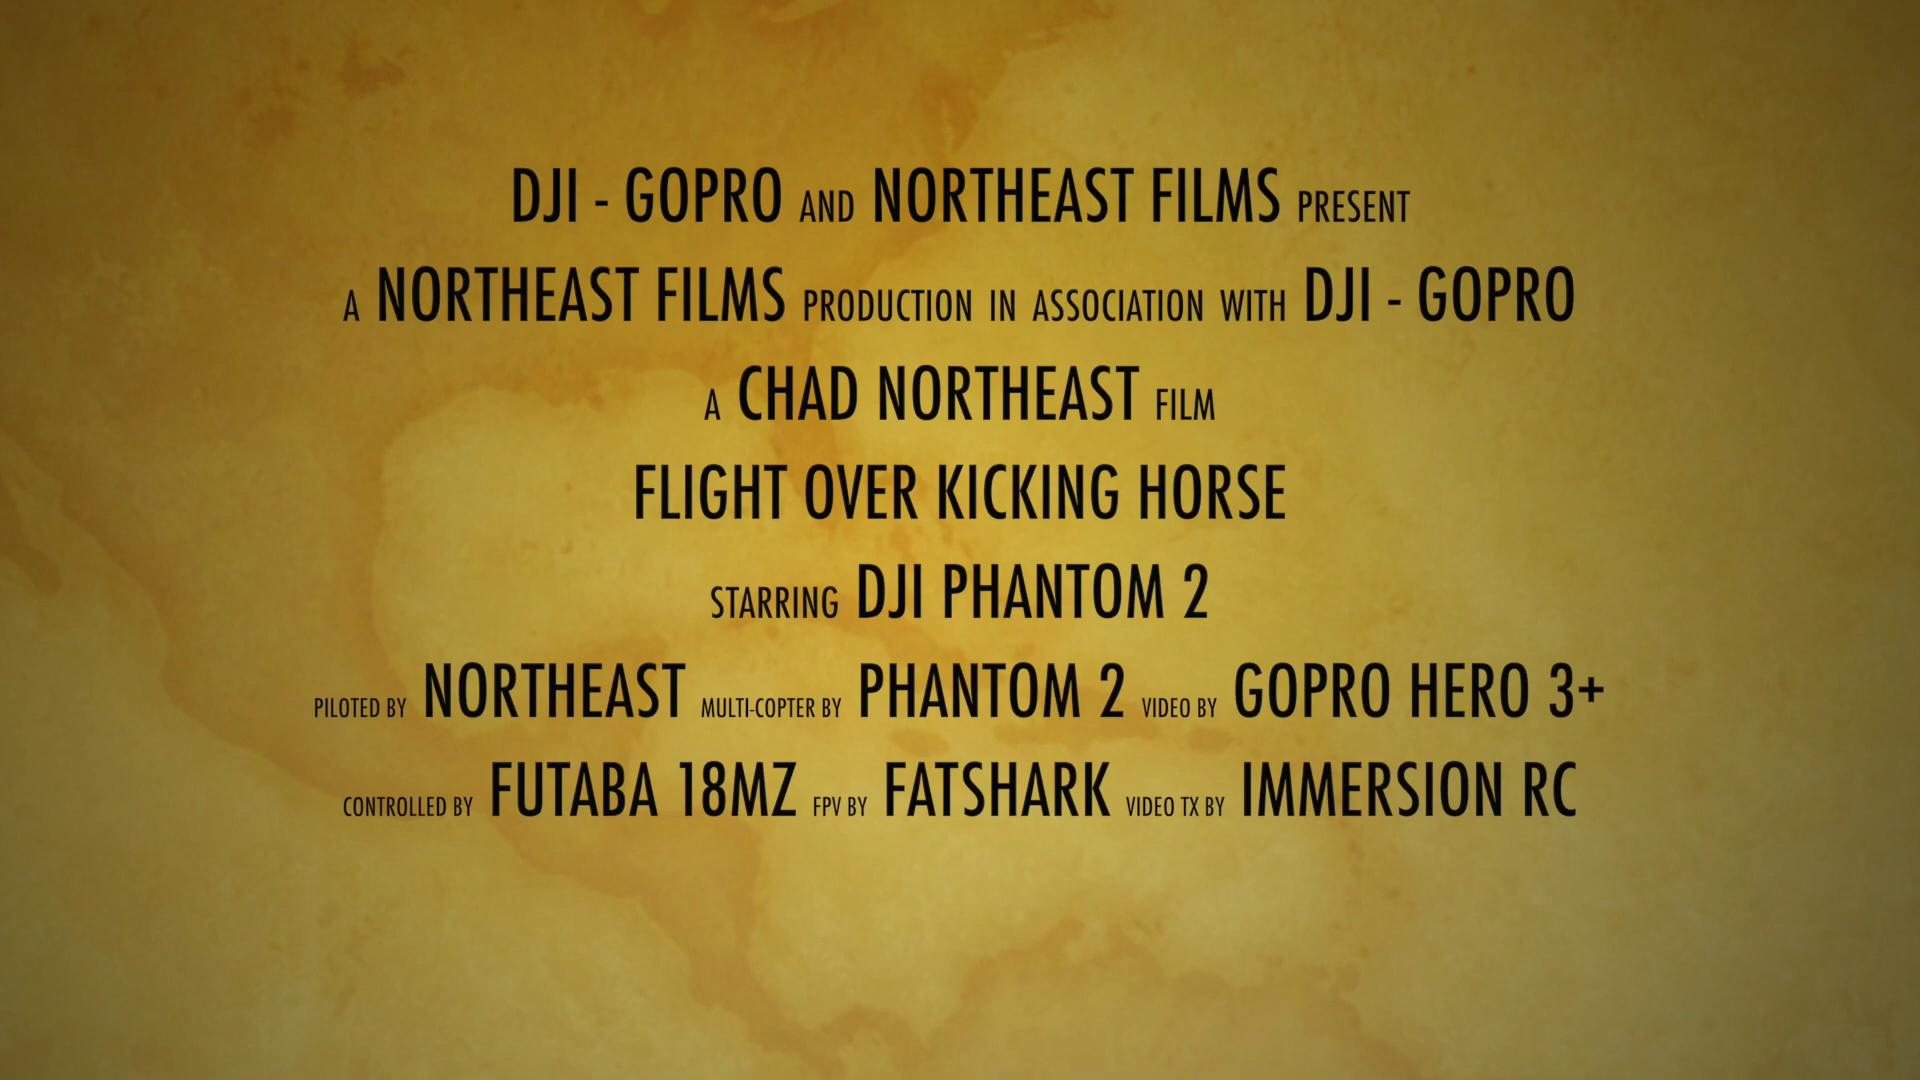 DJI - GOPRO AND NORTHEAST FILMS PRESENT
A NORTHEAST FILMS PRODUCTION IN ASSOCIATION WITH DJI - GOPRO
A CHAD NORTHEAST FILM
FLIGHT OVER KICKING HORSE
STARRING DJI PHANTOM 2
PILOTED BY NORTHEAST MULTI-COPTER BY PHANTOM 2 VIDEO BY GOPRO HERO 3+
CONTROLLED BY FUTABA 18MZ FPV BY FATSHARK VIDEO TX BY IMMERSION RC